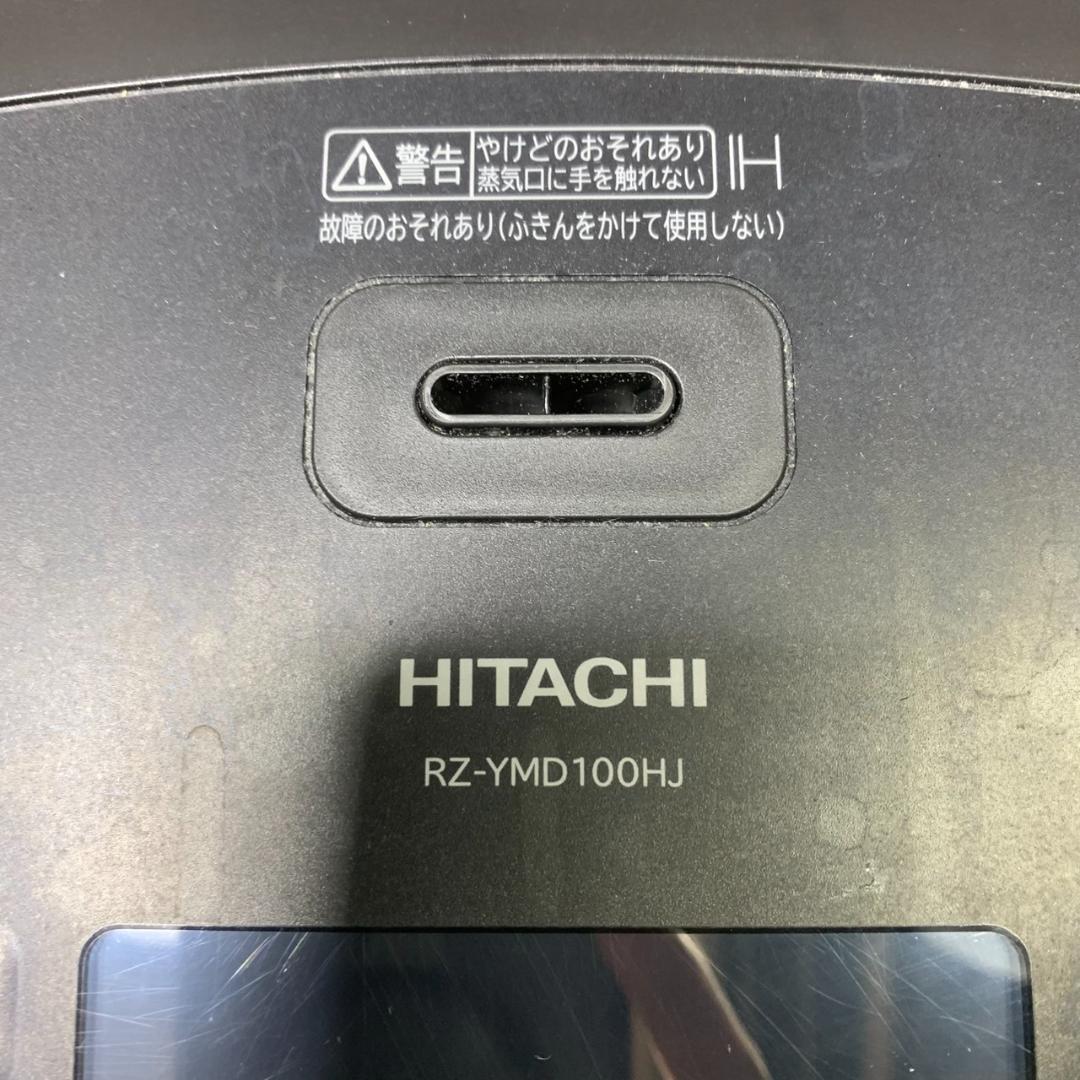 警告 やけどのおそれあり
蒸気口に手を触れない
IH
故障のおそれあり(ふきんをかけて使用しない)
HITACHI
RZ-YMD100HJ